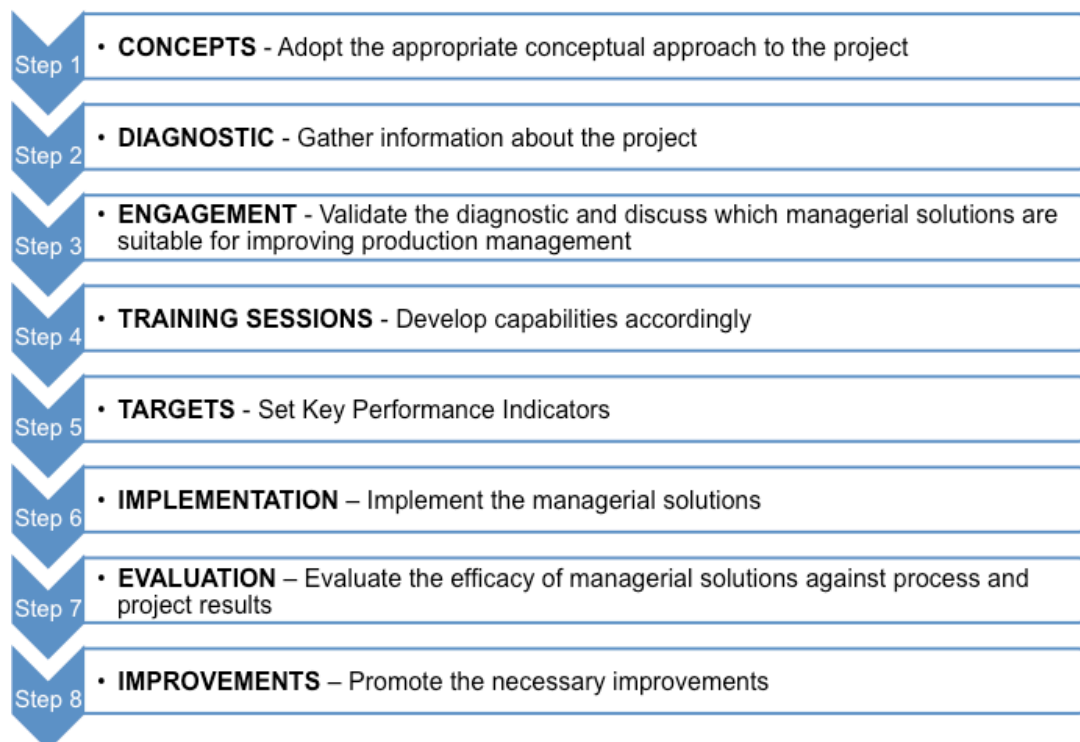 Step 1
• CONCEPTS - Adopt the appropriate conceptual approach to the project
Step 2
• DIAGNOSTIC - Gather information about the project
Step 3
• ENGAGEMENT - Validate the diagnostic and discuss which managerial solutions are
suitable for improving production management
Step 4
• TRAINING SESSIONS - Develop capabilities accordingly
Step 5
• TARGETS - Set Key Performance Indicators
Step 6
• IMPLEMENTATION – Implement the managerial solutions
Step 7
• EVALUATION – Evaluate the efficacy of managerial solutions against process and
project results
Step 8
• IMPROVEMENTS – Promote the necessary improvements